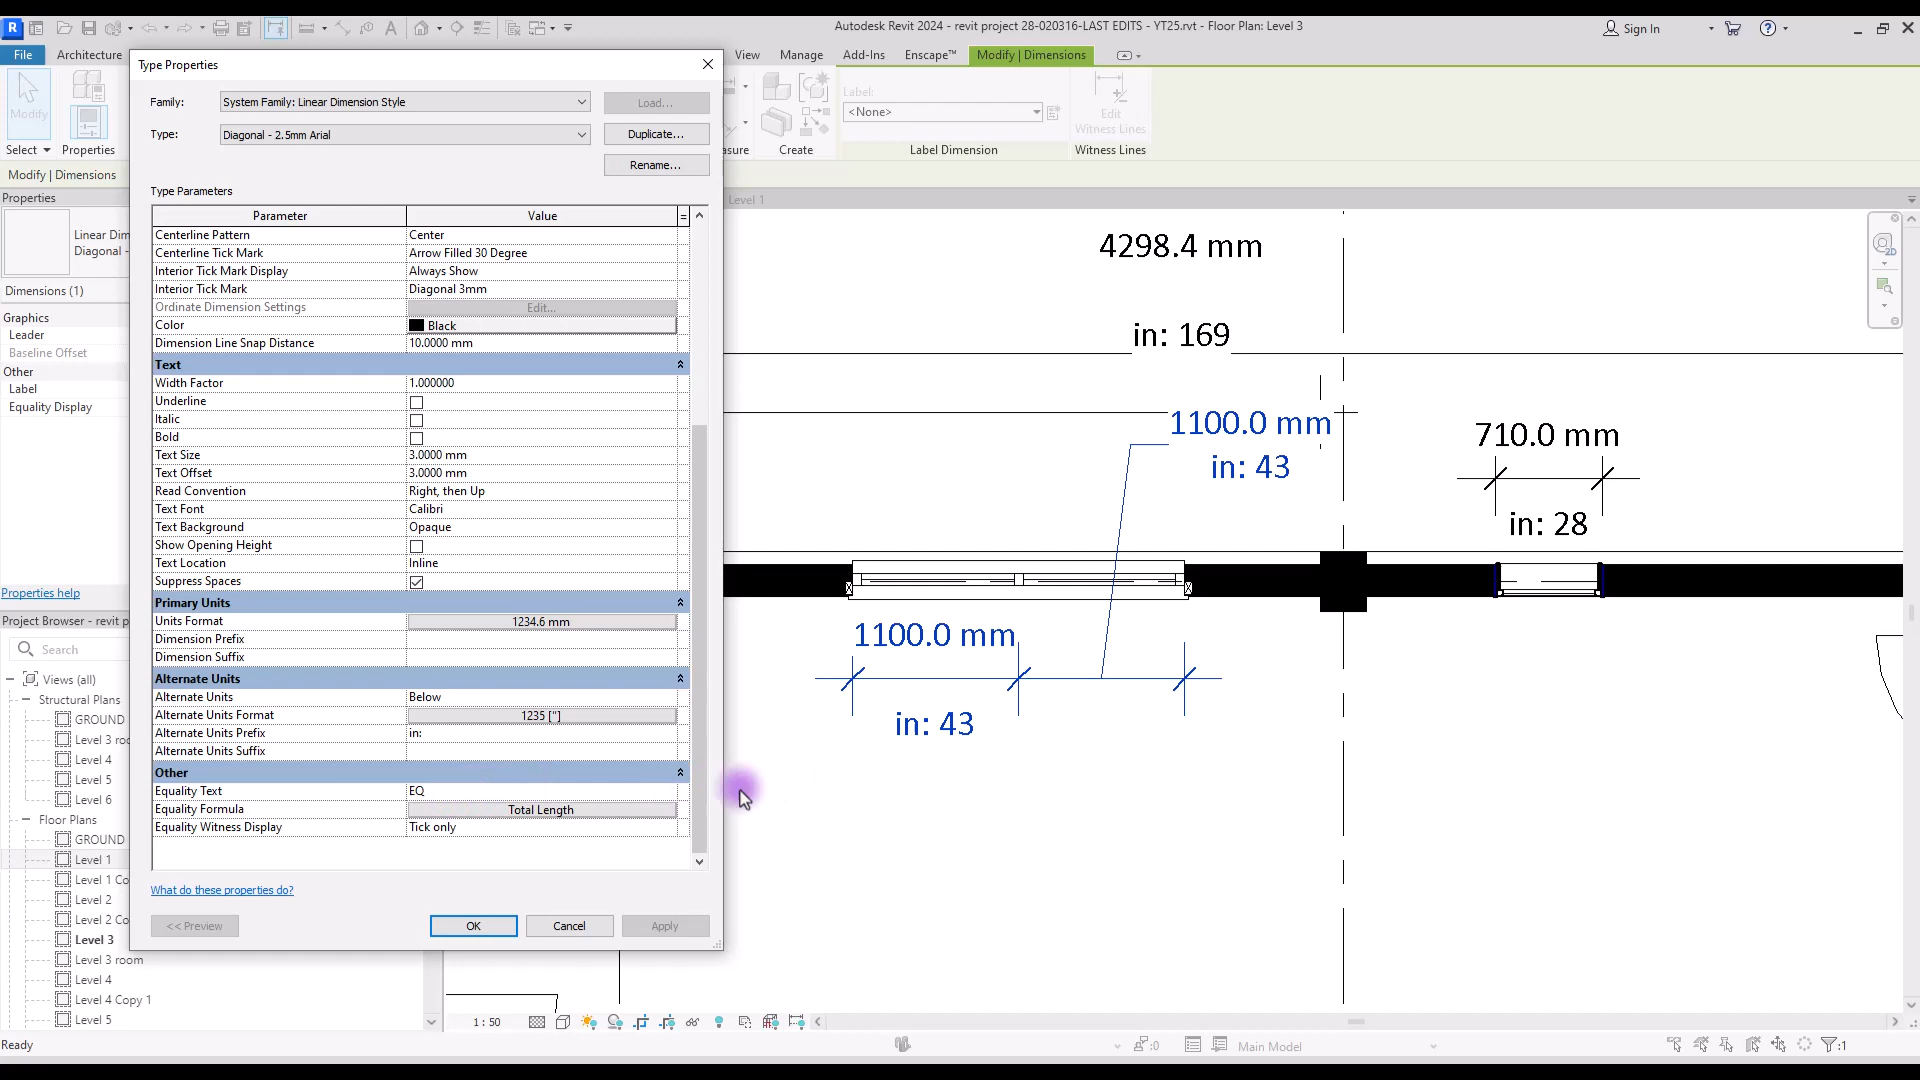 Autodesk Revit 2024 - revit project 28-020316-LAST EDITS - YT25.rvt - Floor Plan: Level 3
Sign In
File
Architecture
View
Manage
Add-Ins
Enscape™
Modify | Dimensions
Modify
Select
Properties
Create
Label:
<None>
Label Dimension
Edit
Witness Lines
Witness Lines
Modify | Dimensions
Properties
Linear Dim
Diagonal -
Dimensions (1)
Graphics
Leader
Baseline Offset
Other
Label
Equality Display
Properties help
Project Browser - revit p
Search
Views (all)
Structural Plans
GROUND
Level 3 roo
Level 4
Level 5
Level 6
Floor Plans
GROUND
Level 1
Level 1 Co
Level 2
Level 2 Co
Level 3
Level 3 room
Level 4
Level 4 Copy 1
Level 5
Type Properties
Family:
System Family: Linear Dimension Style
Load...
Type:
Diagonal - 2.5mm Arial
Duplicate...
Rename...
Type Parameters
Parameter Value =
Centerline Pattern Center
Centerline Tick Mark Arrow Filled 30 Degree
Interior Tick Mark Display Always Show
Interior Tick Mark Diagonal 3mm
Ordinate Dimension Settings Edit...
Color Black
Dimension Line Snap Distance 10.0000 mm
Text
Width Factor 1.000000
Underline
Italic
Bold
Text Size 3.0000 mm
Text Offset 3.0000 mm
Read Convention Right, then Up
Text Font Calibri
Text Background Opaque
Show Opening Height
Text Location Inline
Suppress Spaces
Primary Units
Units Format 1234.6 mm
Dimension Prefix
Dimension Suffix
Alternate Units
Alternate Units Below
Alternate Units Format 1235 ["]
Alternate Units Prefix in:
Alternate Units Suffix
Other
Equality Text EQ
Equality Formula Total Length
Equality Witness Display Tick only
What do these properties do?
<< Preview
OK
Cancel
Apply
Level 1
4298.4 mm
in: 169
1100.0 mm
in: 43
710.0 mm
in: 28
1100.0 mm
in: 43
2D
1 : 50
Ready
:0
Main Model
:1